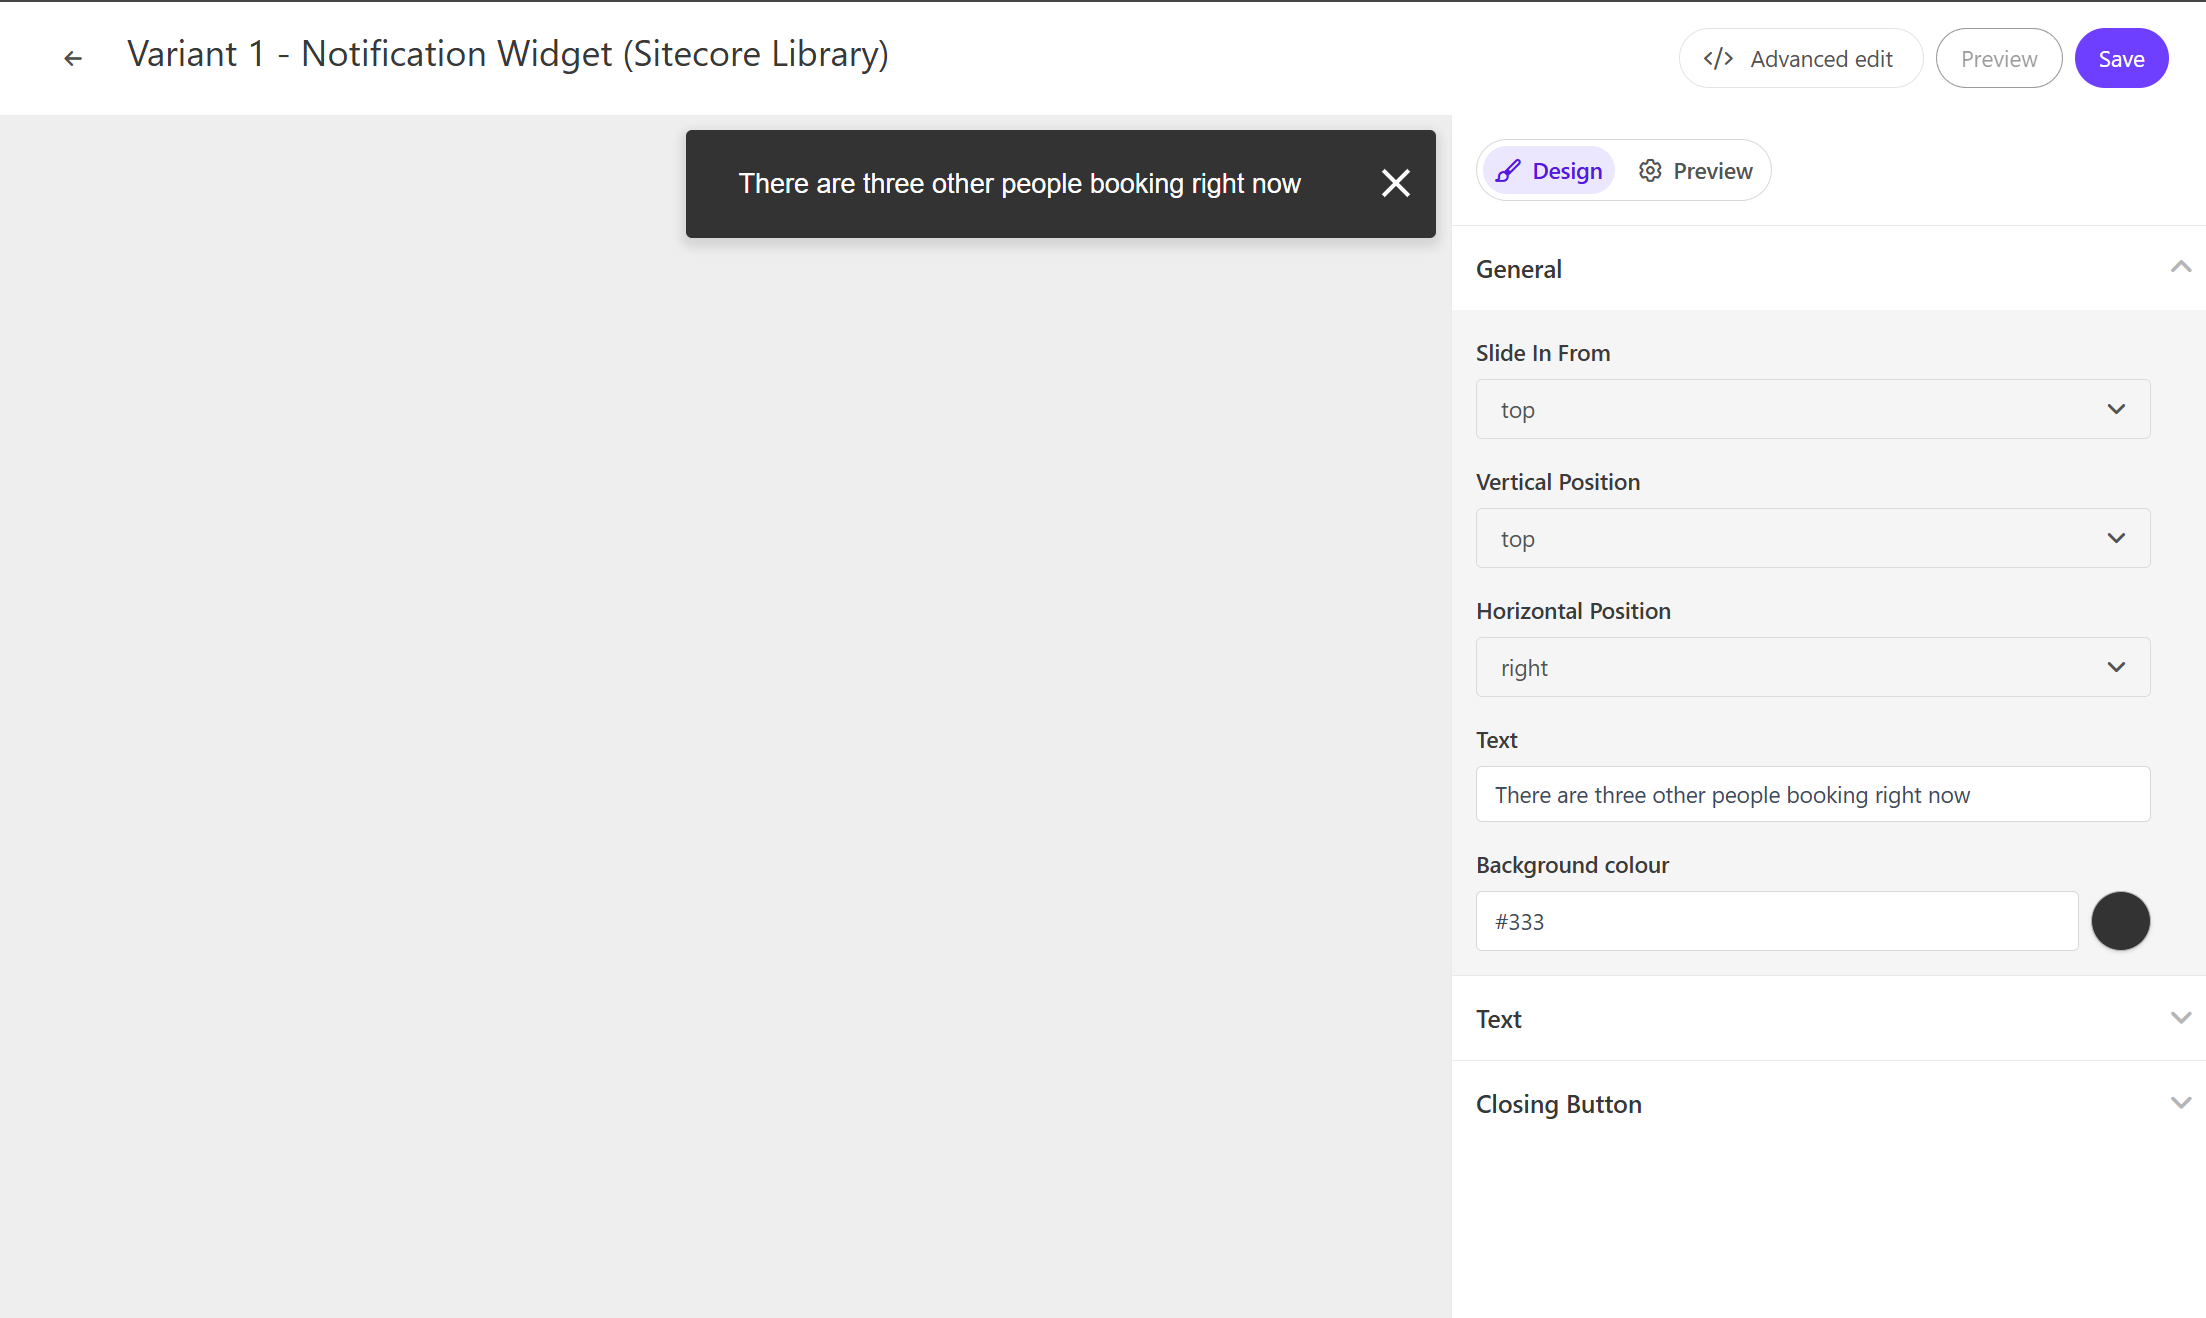 Variant 1 - Notification Widget (Sitecore Library)
</> Advanced edit
Preview
Save
There are three other people booking right now
Design
Preview
General
Slide In From
top
Vertical Position
top
Horizontal Position
right
Text
There are three other people booking right now
Background colour
#333
Text
Closing Button